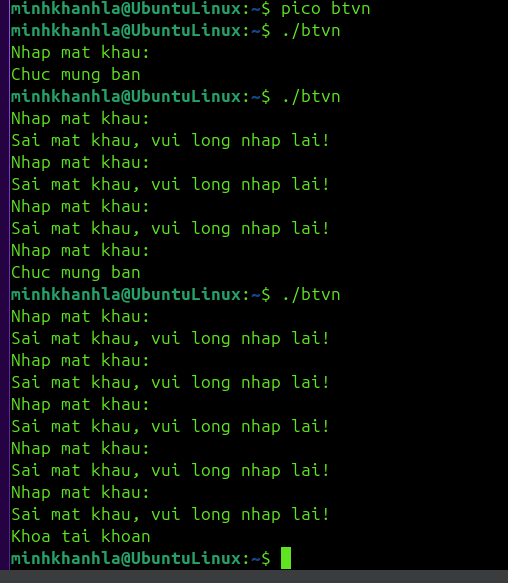 minhkhanhla@UbuntuLinux:~$ pico btvn
minhkhanhla@UbuntuLinux:~$ ./btvn
Nhap mat khau:
Chuc mung ban
minhkhanhla@UbuntuLinux:~$ ./btvn
Nhap mat khau:
Sai mat khau, vui long nhap lai!
Nhap mat khau:
Sai mat khau, vui long nhap lai!
Nhap mat khau:
Sai mat khau, vui long nhap lai!
Nhap mat khau:
Chuc mung ban
minhkhanhla@UbuntuLinux:~$ ./btvn
Nhap mat khau:
Sai mat khau, vui long nhap lai!
Nhap mat khau:
Sai mat khau, vui long nhap lai!
Nhap mat khau:
Sai mat khau, vui long nhap lai!
Nhap mat khau:
Sai mat khau, vui long nhap lai!
Nhap mat khau:
Sai mat khau, vui long nhap lai!
Khoa tai khoan
minhkhanhla@UbuntuLinux:~$